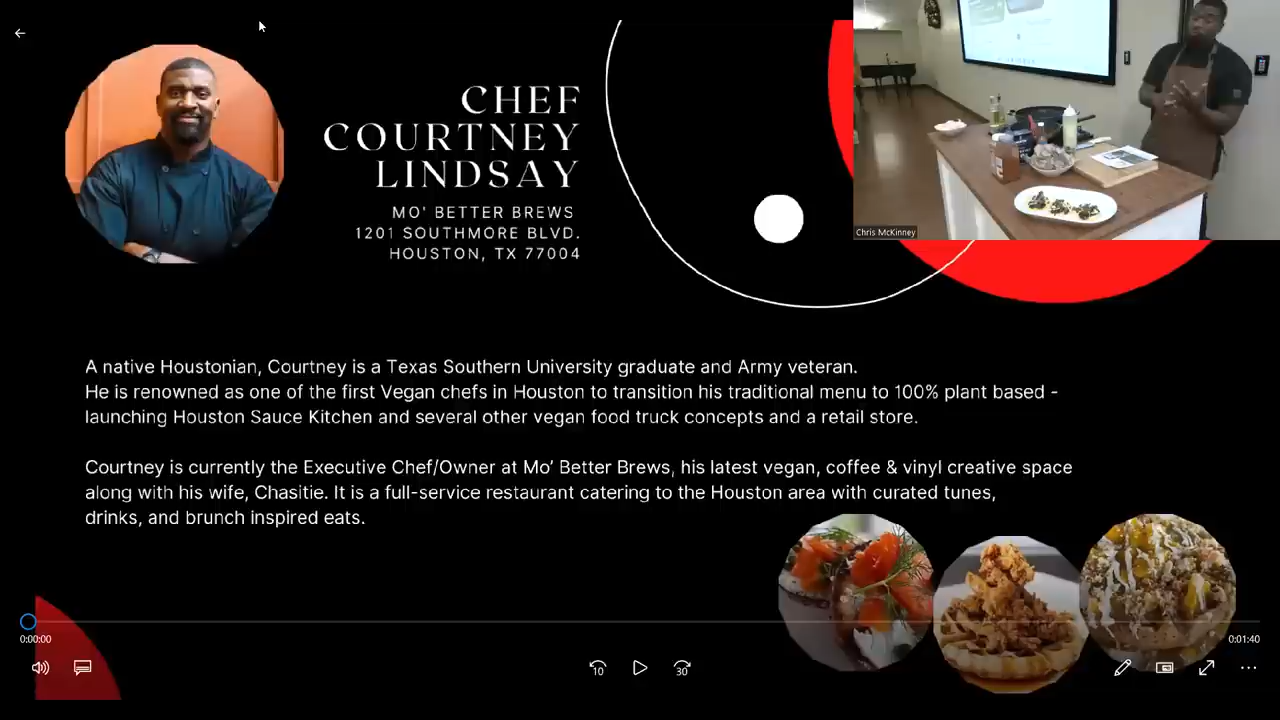 CHEF
COURTNEY
LINDSAY
MO' BETTER BREWS
1201 SOUTHMORE BLVD.
HOUSTON, TX 77004
Chris McKinney
A native Houstonian, Courtney is a Texas Southern University graduate and Army veteran.
He is renowned as one of the first Vegan chefs in Houston to transition his traditional menu to 100% plant based -
launching Houston Sauce Kitchen and several other vegan food truck concepts and a retail store.
Courtney is currently the Executive Chef/Owner at Mo’ Better Brews, his latest vegan, coffee & vinyl creative space
along with his wife, Chasitie. It is a full-service restaurant catering to the Houston area with curated tunes,
drinks, and brunch inspired eats.
0:00:00
0:01:40
10
30